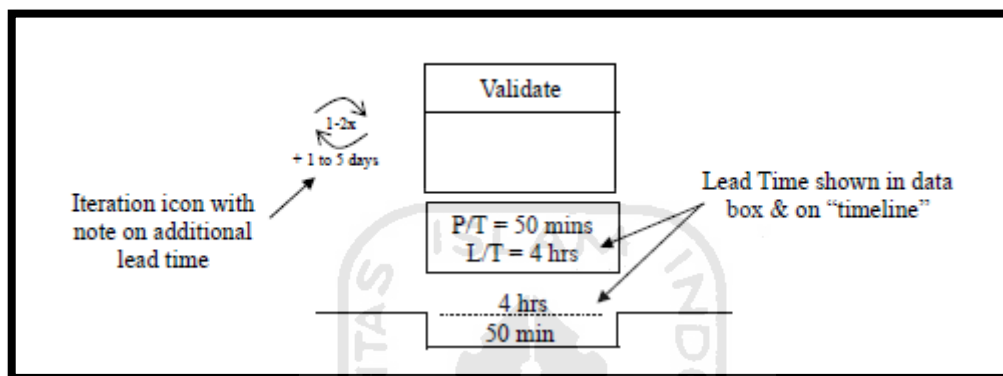 Validate
1-2x
+ 1 to 5 days
Iteration icon with
note on additional
lead time
P/T = 50 mins
L/T = 4 hrs
Lead Time shown in data
box & on “timeline”
4 hrs
50 min
ISLAM